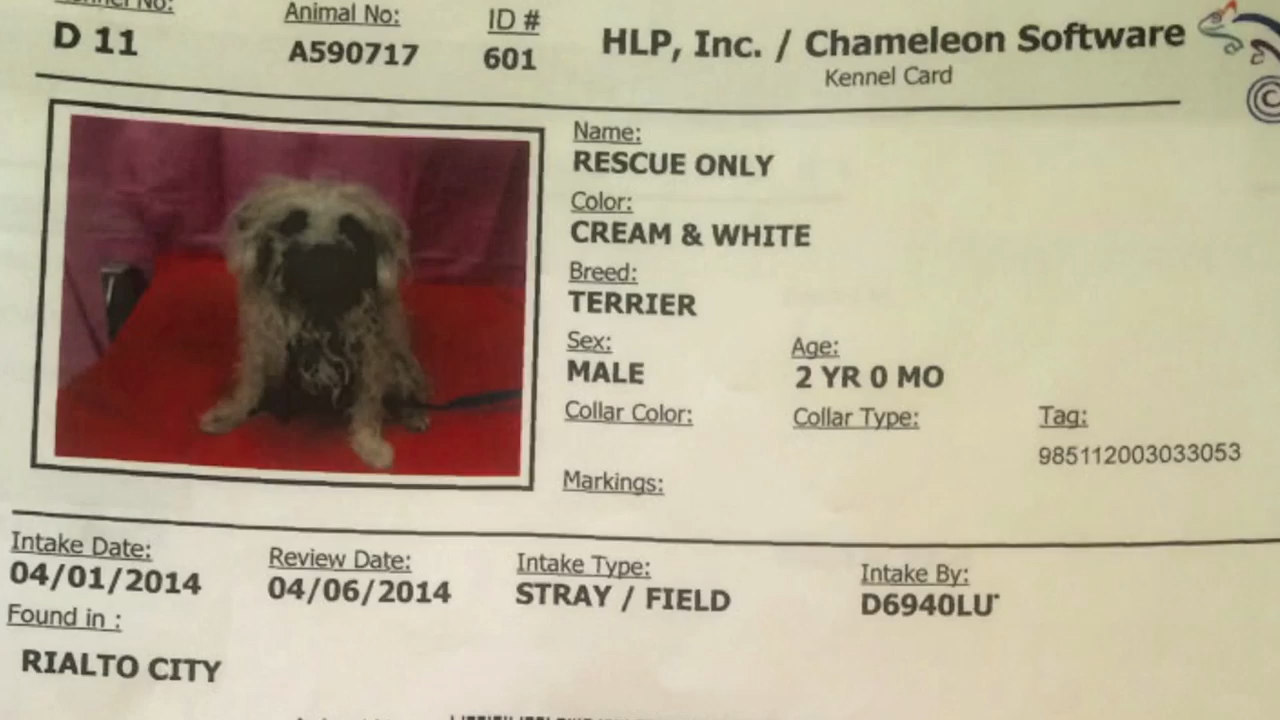 No:
Animal No:
ID #
D 11
A590717
601
HLP, Inc. / Chameleon Software
Kennel Card
©
Name:
RESCUE ONLY
Color:
CREAM & WHITE
Breed:
TERRIER
Sex:
Age:
MALE
2 YR 0 MO
Collar Color:
Collar Type:
Tag:
985112003033053
Markings:
Intake Date:
Review Date:
Intake Type:
Intake By:
04/01/2014
04/06/2014
STRAY / FIELD
D6940LU
Found in :
RIALTO CITY